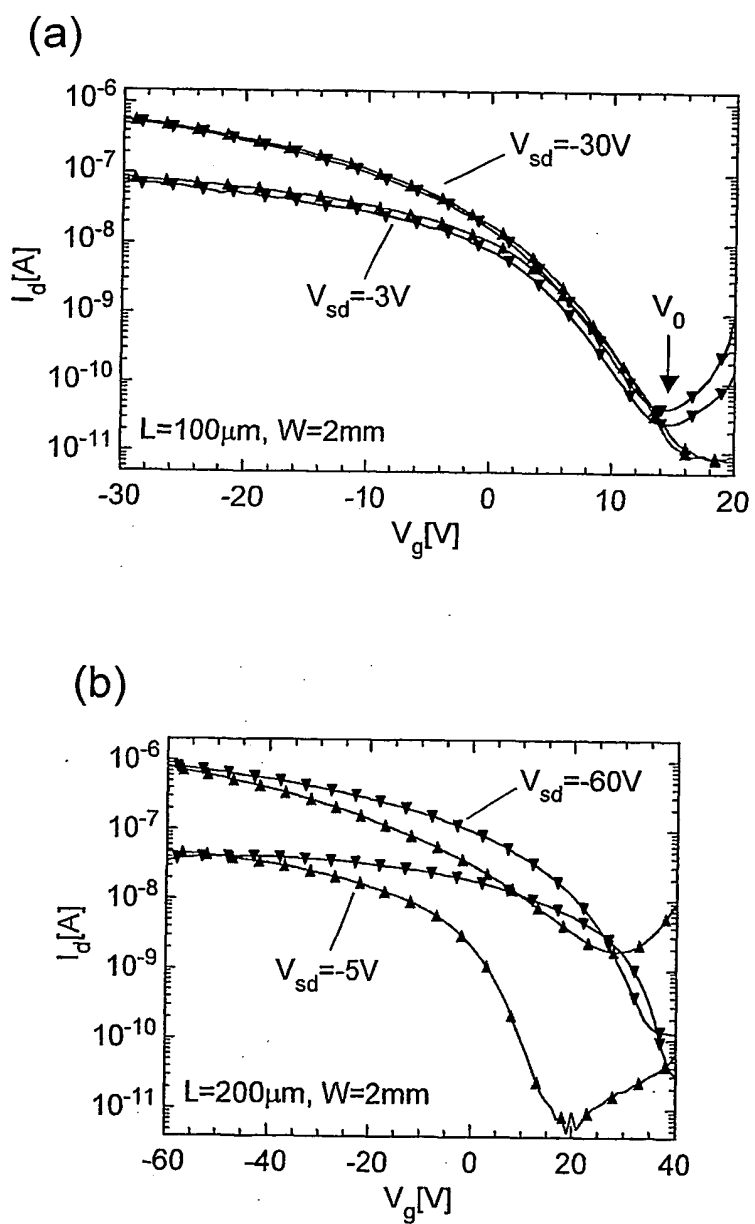 (a)
10^-6
10^-7
10^-8
10^-9
10^-10
10^-11
I_d[A]
V_sd=-30V
V_sd=-3V
V_0
L=100μm, W=2mm
-30 -20 -10 0 10 20
V_g[V]
(b)
10^-6
10^-7
10^-8
10^-9
10^-10
10^-11
I_d[A]
V_sd=-60V
V_sd=-5V
L=200μm, W=2mm
-60 -40 -20 0 20 40
V_g[V]